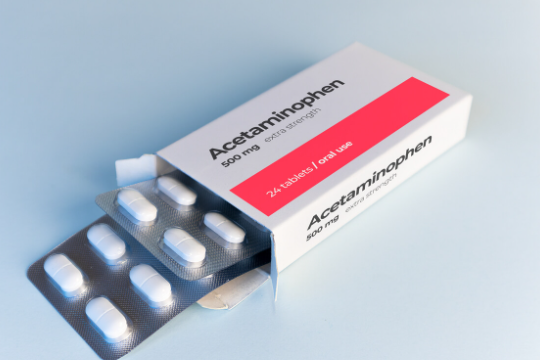 Acetaminophen
500 mg extra strength
24 tablets / oral use
Acetaminophen
500 mg extra strength